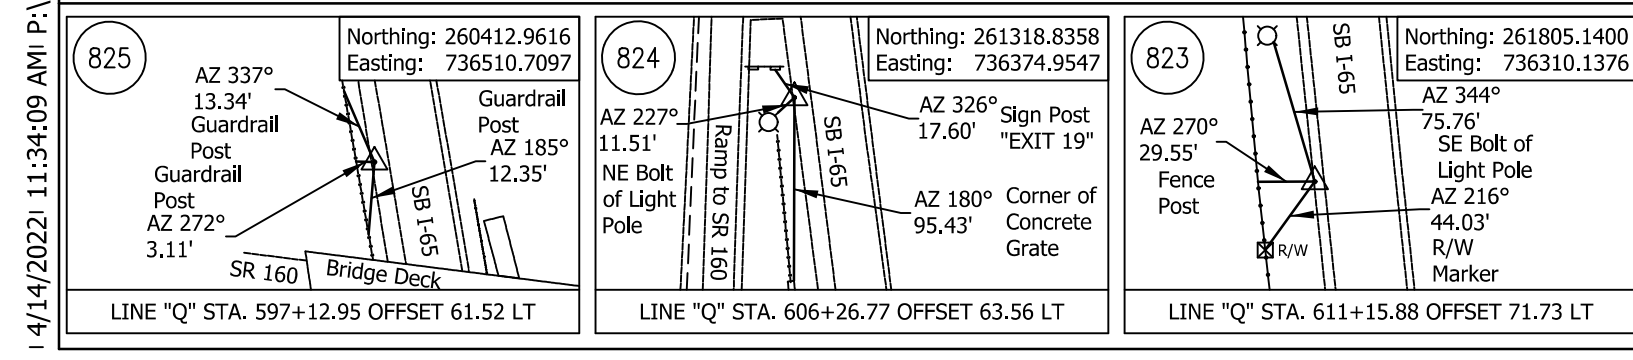 4/14/2022 11:34:09 AM P:\
825
Northing: 260412.9616
Easting: 736510.7097
AZ 337°
13.34'
Guardrail
Post
Guardrail
Post
AZ 272°
3.11'
Guardrail
Post
AZ 185°
12.35'
SB I-65
SR 160
Bridge Deck
LINE "Q" STA. 597+12.95 OFFSET 61.52 LT
824
Northing: 261318.8358
Easting: 736374.9547
AZ 227°
11.51'
NE Bolt
of Light
Pole
Ramp to SR 160
SB I-65
AZ 326°
17.60'
Sign Post
"EXIT 19"
AZ 180°
95.43'
Corner of
Concrete
Grate
LINE "Q" STA. 606+26.77 OFFSET 63.56 LT
823
Northing: 261805.1400
Easting: 736310.1376
SB I-65
AZ 270°
29.55'
Fence
Post
AZ 344°
75.76'
SE Bolt of
Light Pole
AZ 216°
44.03'
R/W
Marker
R/W
LINE "Q" STA. 611+15.88 OFFSET 71.73 LT